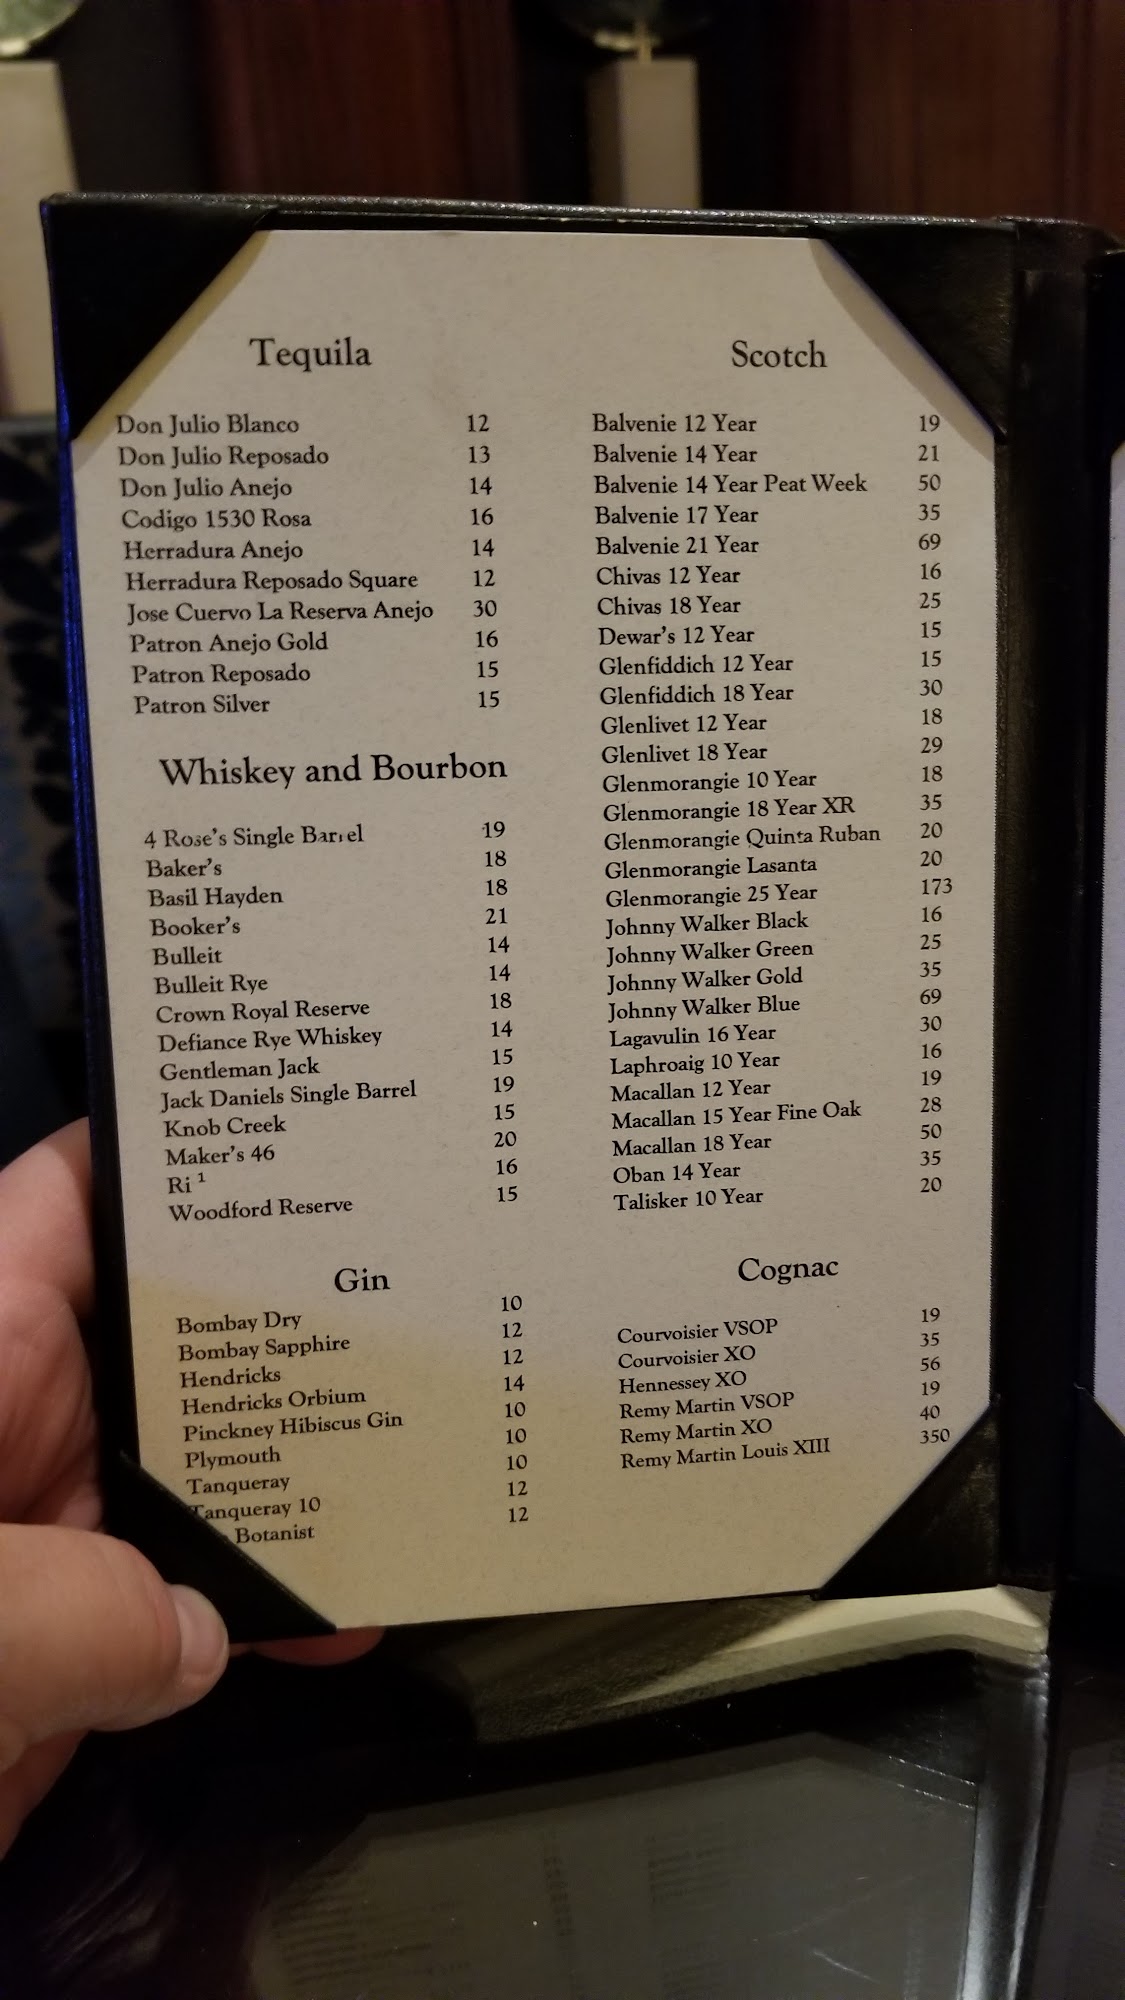 Tequila
Don Julio Blanco 12
Don Julio Reposado 13
Don Julio Anejo 14
Codigo 1530 Rosa 16
Herradura Anejo 14
Herradura Reposado Square 12
Jose Cuervo La Reserva Anejo 30
Patron Anejo Gold 16
Patron Reposado 15
Patron Silver 15
Whiskey and Bourbon
4 Rose's Single Barrel 19
Baker's 18
Basil Hayden 18
Booker's 21
Bulleit 14
Bulleit Rye 14
Crown Royal Reserve 18
Defiance Rye Whiskey 14
Gentleman Jack 15
Jack Daniels Single Barrel 19
Knob Creek 15
Maker's 46 20
Ri ¹ 16
Woodford Reserve 15
Gin
Bombay Dry 10
Bombay Sapphire 12
Hendricks 12
Hendricks Orbium 14
Pinckney Hibiscus Gin 10
Plymouth 10
Tanqueray 10
Tanqueray 10 12
Botanist 12
Scotch
Balvenie 12 Year 19
Balvenie 14 Year 21
Balvenie 14 Year Peat Week 50
Balvenie 17 Year 35
Balvenie 21 Year 69
Chivas 12 Year 16
Chivas 18 Year 25
Dewar's 12 Year 15
Glenfiddich 12 Year 15
Glenfiddich 18 Year 30
Glenlivet 12 Year 18
Glenlivet 18 Year 29
Glenmorangie 10 Year 18
Glenmorangie 18 Year XR 35
Glenmorangie Quinta Ruban 20
Glenmorangie Lasanta 20
Glenmorangie 25 Year 173
Johnny Walker Black 16
Johnny Walker Green 25
Johnny Walker Gold 35
Johnny Walker Blue 69
Lagavulin 16 Year 30
Laphroaig 10 Year 16
Macallan 12 Year 19
Macallan 15 Year Fine Oak 28
Macallan 18 Year 50
Oban 14 Year 35
Talisker 10 Year 20
Cognac
Courvoisier VSOP 19
Courvoisier XO 35
Hennessey XO 56
Remy Martin VSOP 19
Remy Martin XO 40
Remy Martin Louis XIII 350